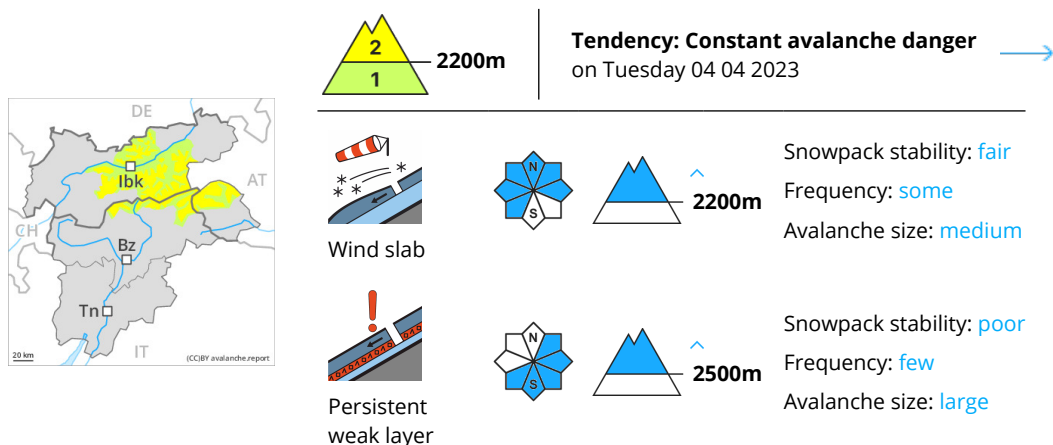 2
1
2200m
Tendency: Constant avalanche danger
on Tuesday 04 04 2023
DE
Ibk
AT
CH
Bz
Tn
IT
20 km
(CC)BY avalanche.report
Wind slab
N
S
2200m
Snowpack stability: fair
Frequency: some
Avalanche size: medium
Persistent
weak layer
N
S
2500m
Snowpack stability: poor
Frequency: few
Avalanche size: large